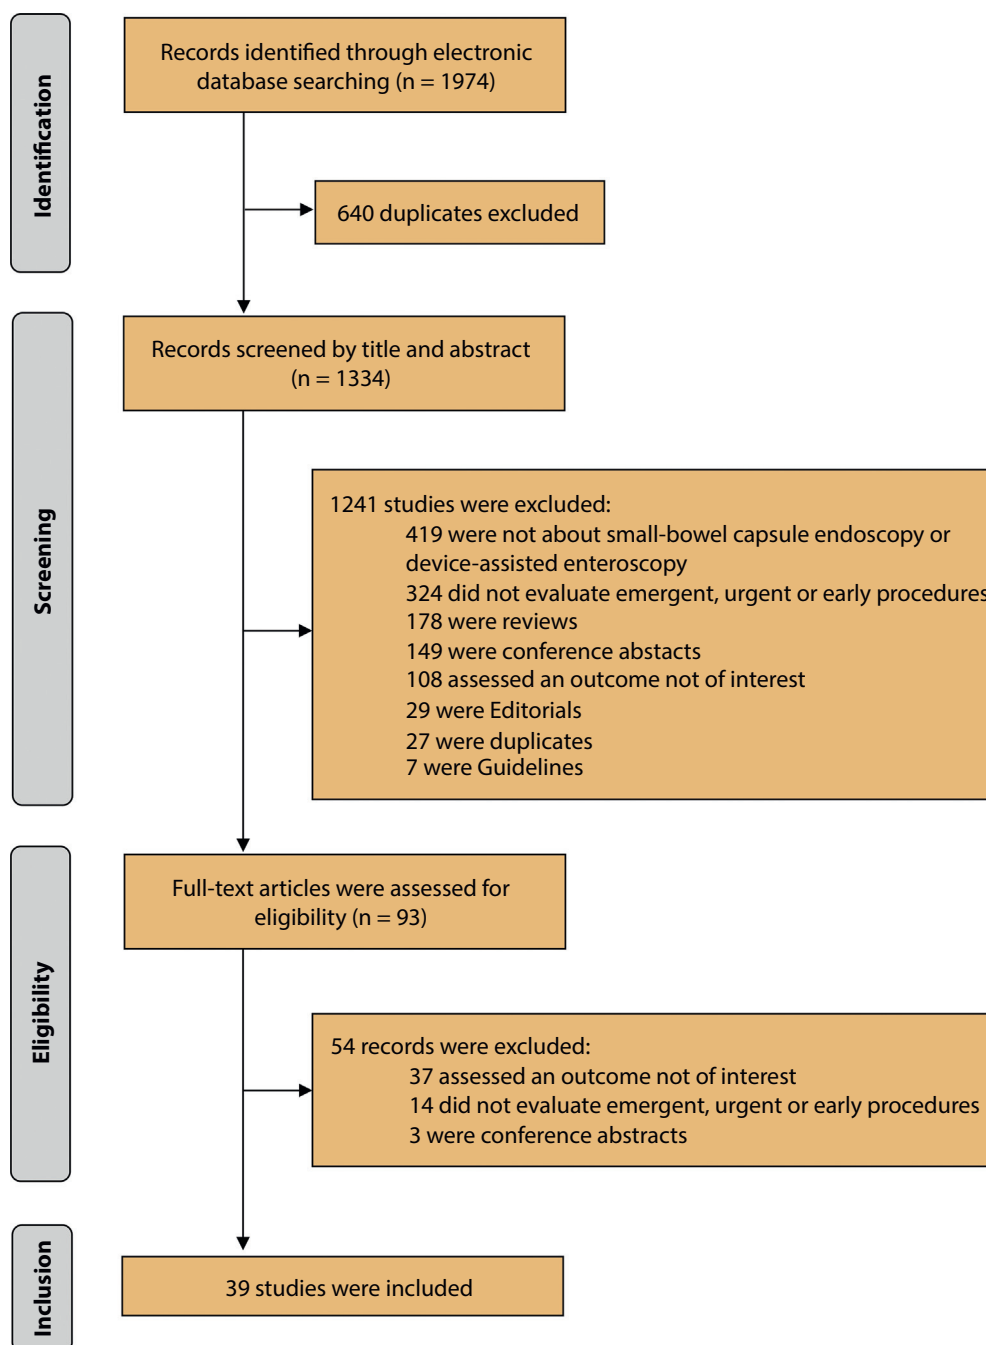 Identification
Records identified through electronic
database searching (n = 1974)
640 duplicates excluded
Screening
Records screened by title and abstract
(n = 1334)
1241 studies were excluded:
419 were not about small-bowel capsule endoscopy or
device-assisted enteroscopy
324 did not evaluate emergent, urgent or early procedures
178 were reviews
149 were conference abstacts
108 assessed an outcome not of interest
29 were Editorials
27 were duplicates
7 were Guidelines
Eligibility
Full-text articles were assessed for
eligibility (n = 93)
54 records were excluded:
37 assessed an outcome not of interest
14 did not evaluate emergent, urgent or early procedures
3 were conference abstracts
Inclusion
39 studies were included